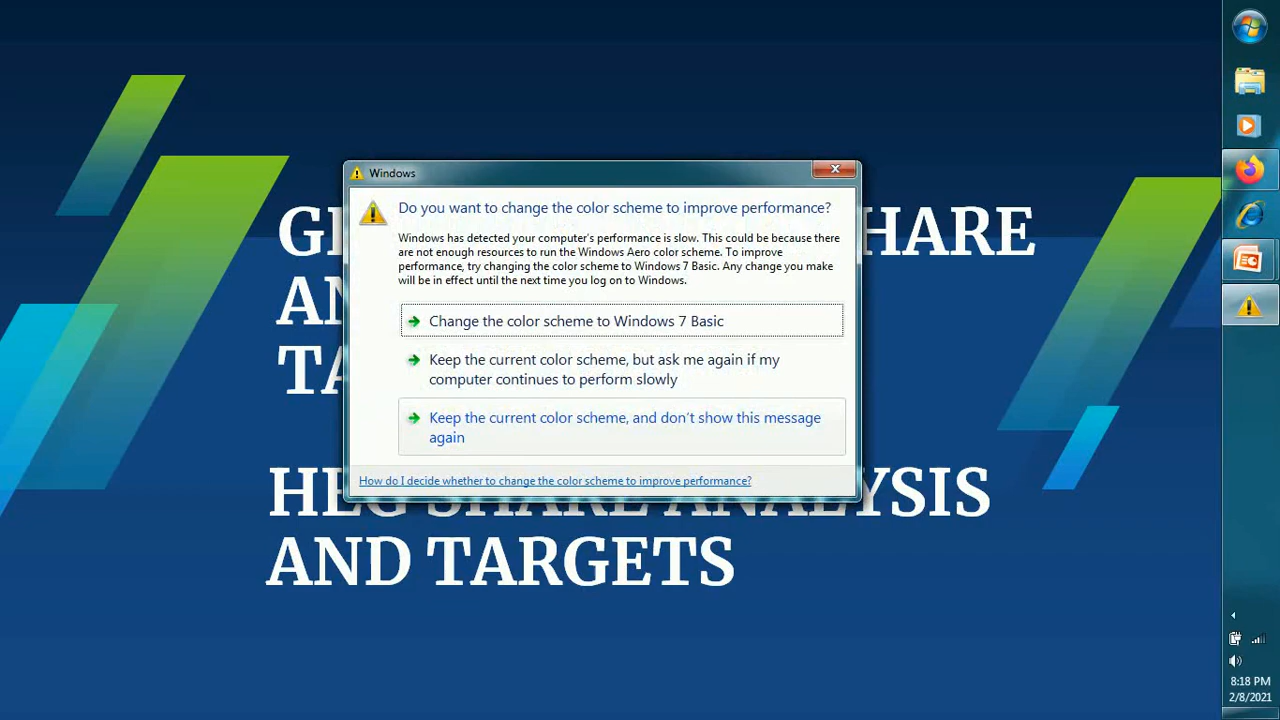 Windows
Do you want to change the color scheme to improve performance?
Windows has detected your computer's performance is slow. This could be because there
are not enough resources to run the Windows Aero color scheme. To improve
performance, try changing the color scheme to Windows 7 Basic. Any change you make
will be in effect until the next time you log on to Windows.
Change the color scheme to Windows 7 Basic
Keep the current color scheme, but ask me again if my
computer continues to perform slowly
Keep the current color scheme, and don't show this message
again
How do I decide whether to change the color scheme to improve performance?
HEG SHARE ANALYSIS
AND TARGETS
8:18 PM
2/8/2021